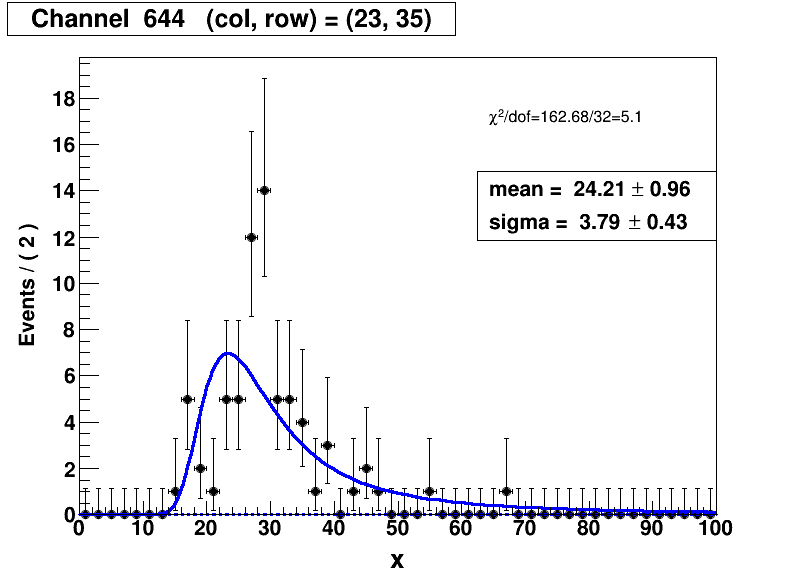 Channel  644   (col, row) = (23, 35)
χ²/dof=162.68/32=5.1
mean =  24.21 ± 0.96
sigma =  3.79 ± 0.43
Events / ( 2 )
18
16
14
12
10
8
6
4
2
0
0 10 20 30 40 50 60 70 80 90 100
x